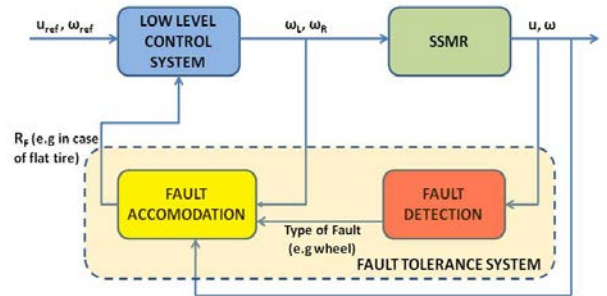 u_ref, ω_ref
LOW LEVEL
CONTROL
SYSTEM
ω_L, ω_R
SSMR
u, ω
R_F (e.g in case
of flat tire)
FAULT
ACCOMODATION
Type of Fault
(e.g wheel)
FAULT
DETECTION
FAULT TOLERANCE SYSTEM